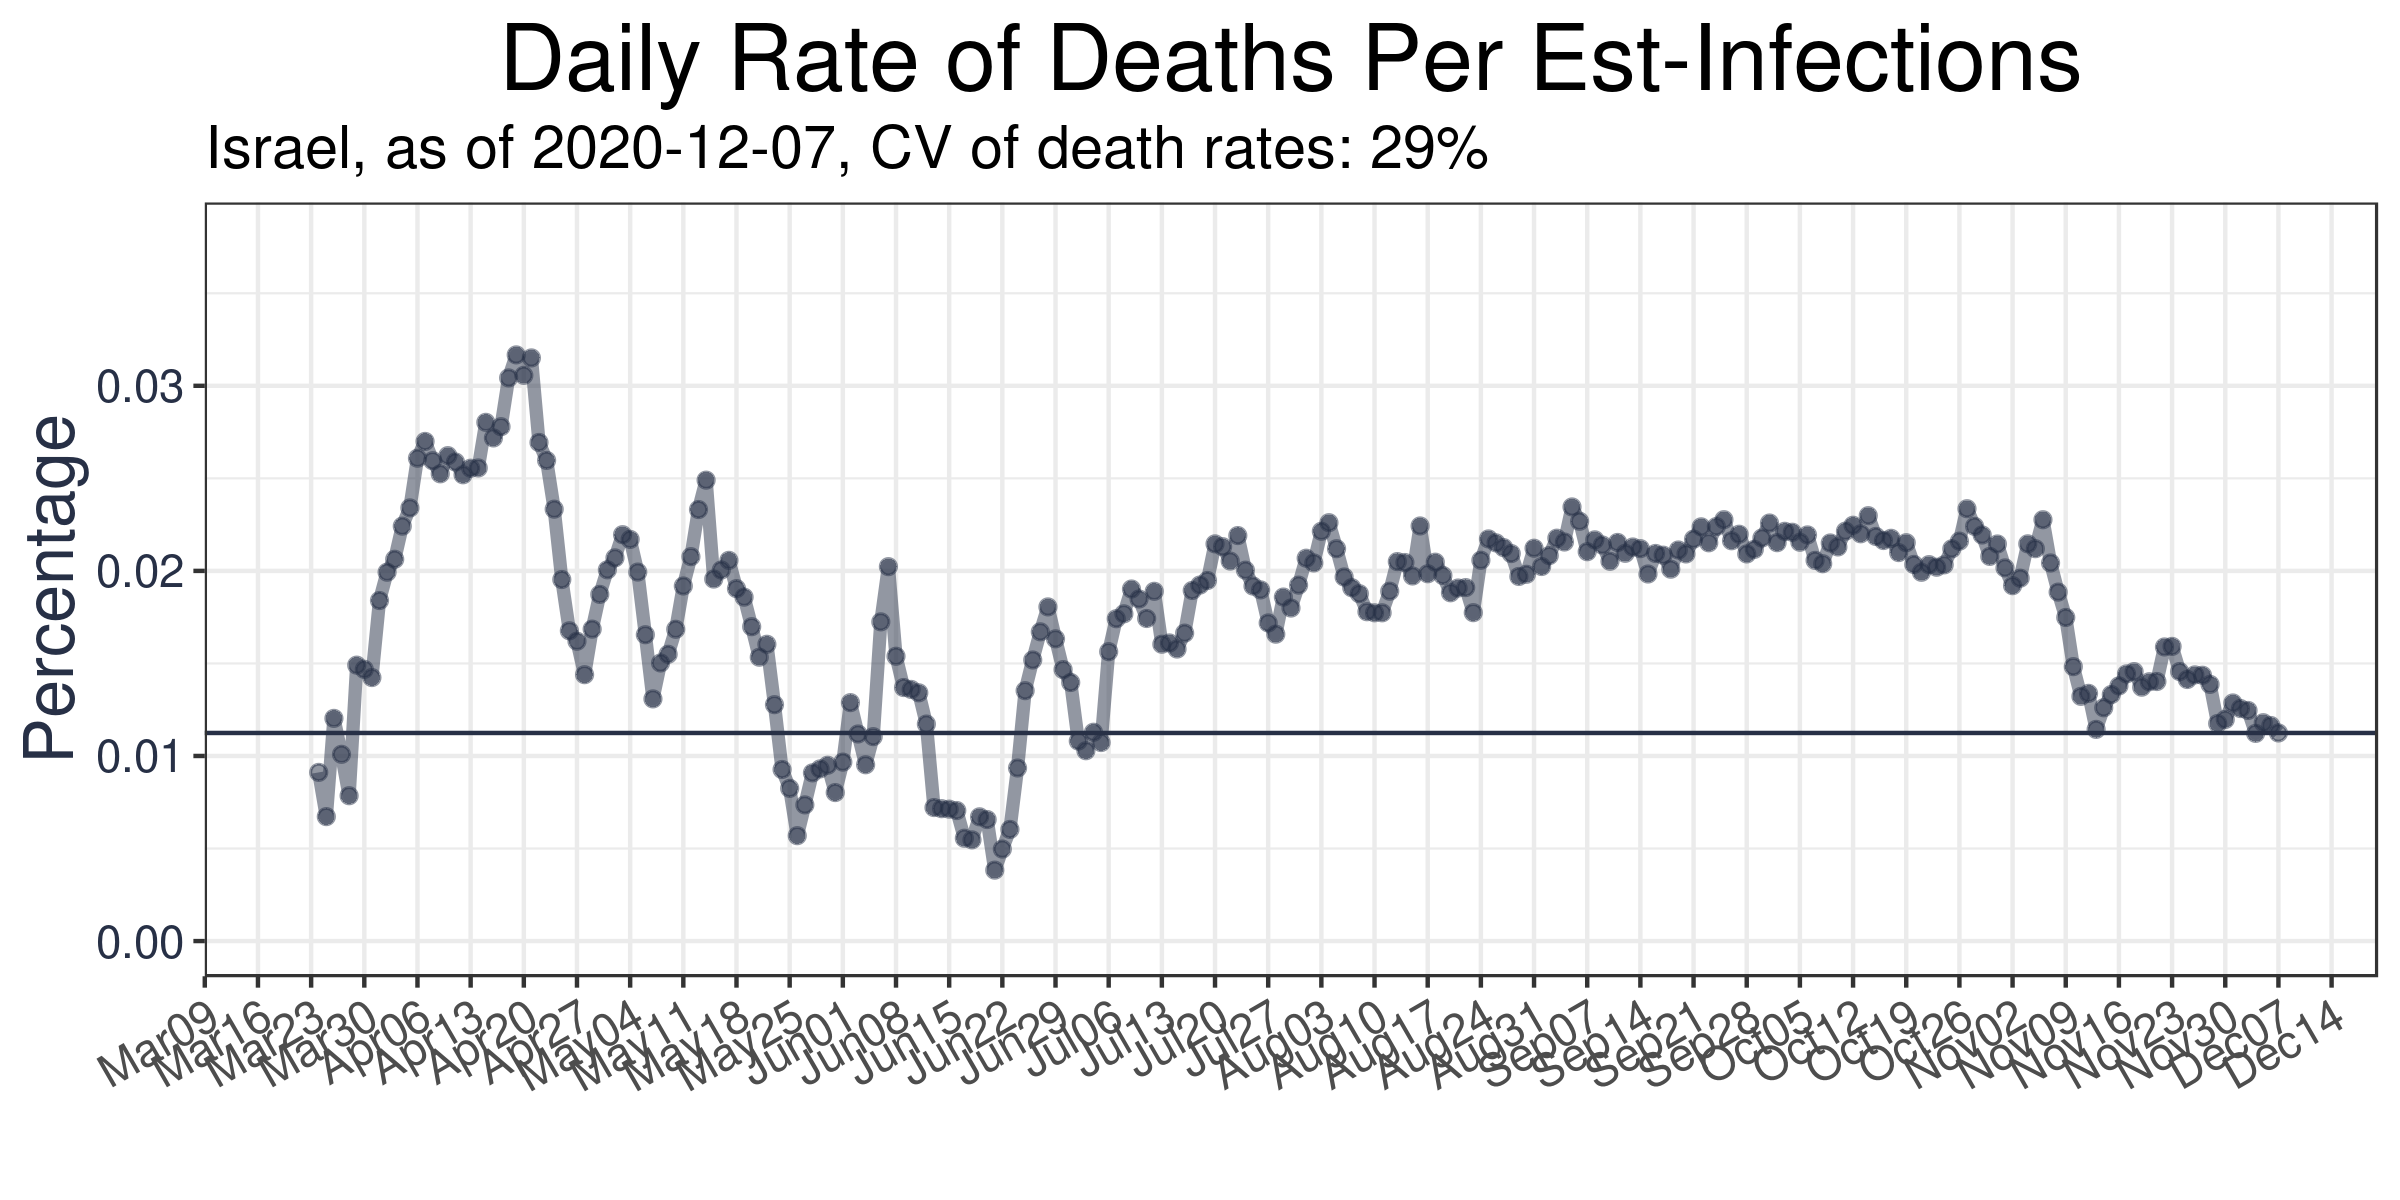 Daily Rate of Deaths Per Est-Infections
Israel, as of 2020-12-07, CV of death rates: 29%
Percentage
0.03
0.02
0.01
0.00
Mar09
Mar16
Mar23
Mar30
Apr06
Apr13
Apr20
Apr27
May04
May11
May18
May25
Jun01
Jun08
Jun15
Jun22
Jun29
Jul06
Jul13
Jul20
Jul27
Aug03
Aug10
Aug17
Aug24
Aug31
Sep07
Sep14
Sep21
Sep28
Oct05
Oct12
Oct19
Oct26
Nov02
Nov09
Nov16
Nov23
Nov30
Dec07
Dec14